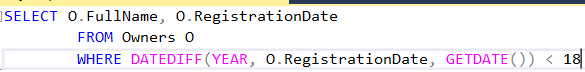 SELECT O.FullName, O.RegistrationDate
FROM Owners O
WHERE DATEDIFF(YEAR, O.RegistrationDate, GETDATE()) < 18